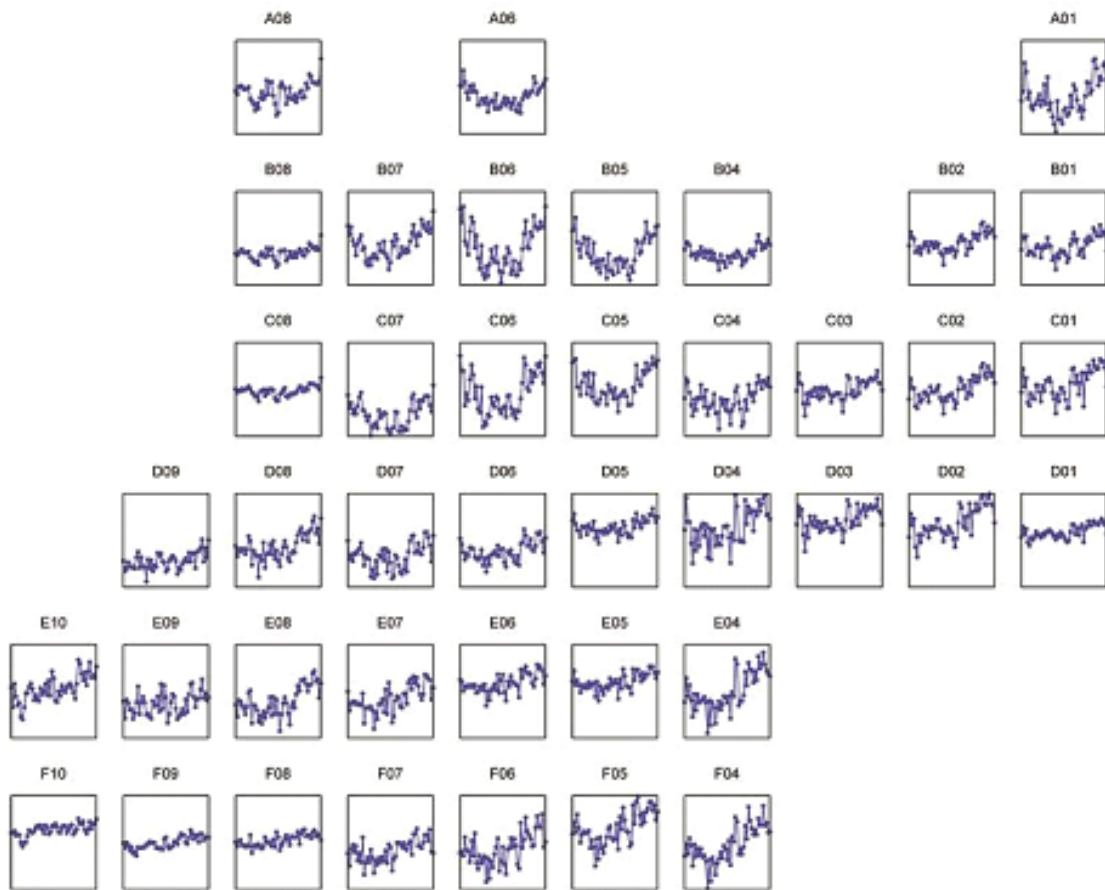 A08 A06 A01
B08 B07 B06 B05 B04 B02 B01
C08 C07 C06 C05 C04 C03 C02 C01
D09 D08 D07 D06 D05 D04 D03 D02 D01
E10 E09 E08 E07 E06 E05 E04
F10 F09 F08 F07 F06 F05 F04